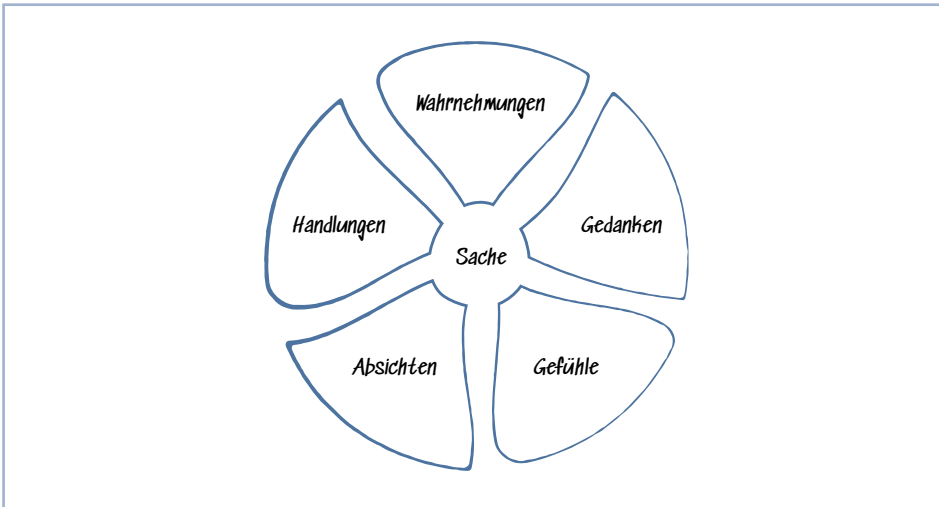 Wahrnehmungen
Handlungen
Gedanken
Sache
Absichten
Gefühle